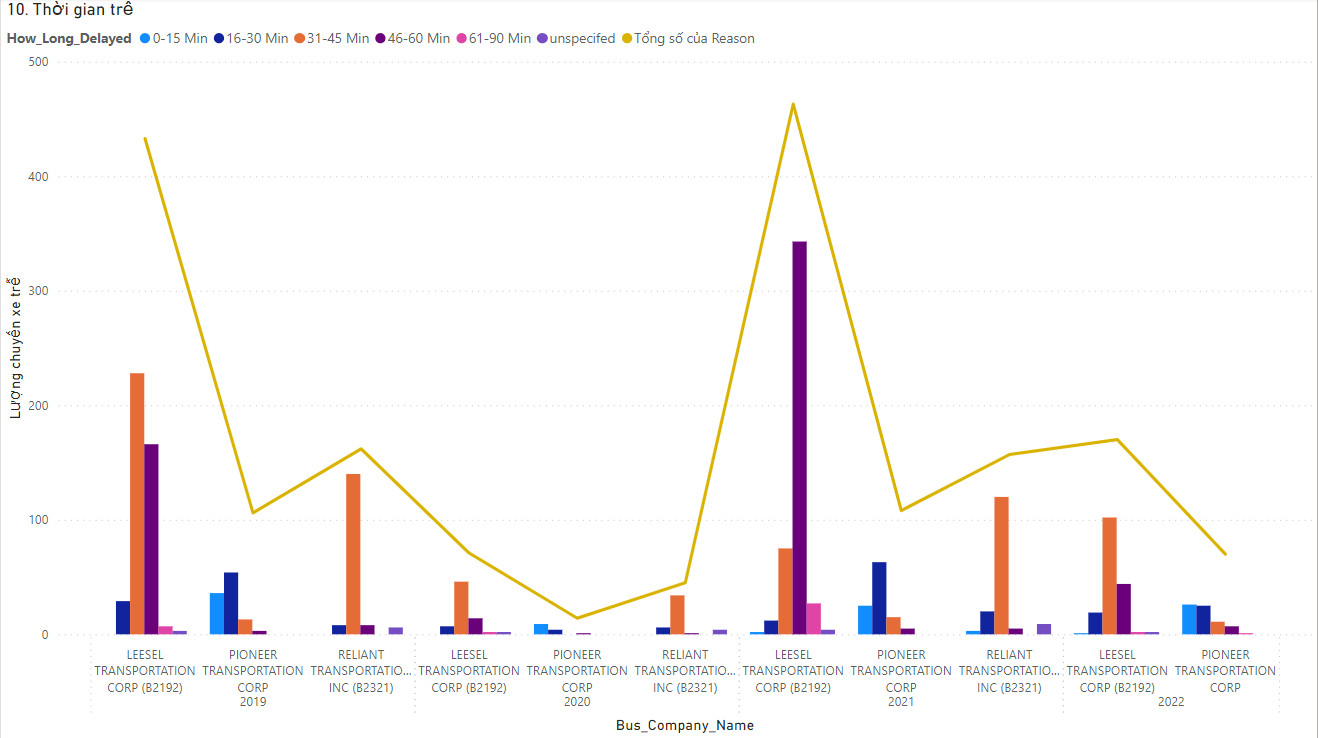 10. Thời gian trễ
How_Long_Delayed 0-15 Min 16-30 Min 31-45 Min 46-60 Min 61-90 Min unspecifed Tổng số của Reason
500
400
300
200
100
0
Lượng chuyến xe trễ
LEESEL TRANSPORTATION CORP (B2192)
PIONEER TRANSPORTATION CORP
RELIANT TRANSPORTATIO... INC (B2321)
2019
LEESEL TRANSPORTATION CORP (B2192)
PIONEER TRANSPORTATION CORP
RELIANT TRANSPORTATIO... INC (B2321)
2020
LEESEL TRANSPORTATION CORP (B2192)
PIONEER TRANSPORTATION CORP
RELIANT TRANSPORTATIO... INC (B2321)
2021
LEESEL TRANSPORTATION CORP (B2192)
PIONEER TRANSPORTATION CORP
2022
Bus_Company_Name